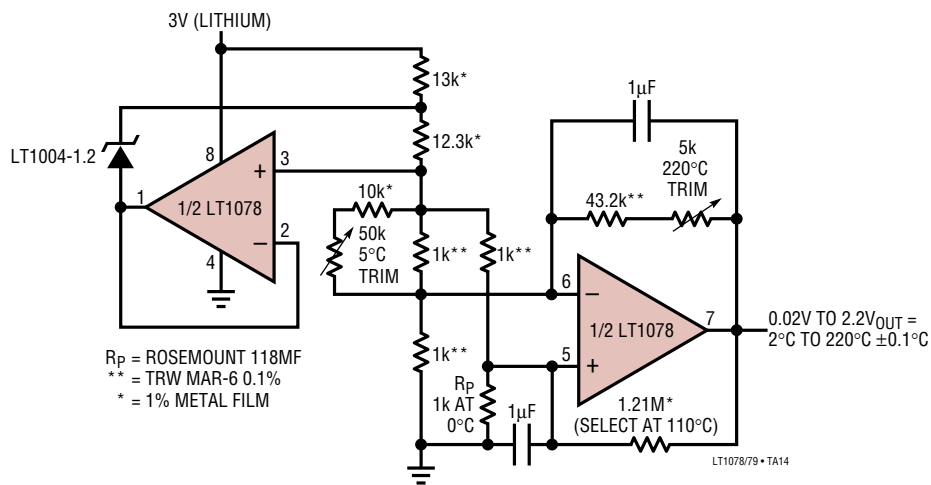 3V (LITHIUM)
13k*
12.3k*
LT1004-1.2
8
3
+
1
1/2 LT1078
2
−
4
10k*
50k
5°C
TRIM
1k**
1k**
1k**
1µF
5k
220°C
TRIM
43.2k**
6
−
1/2 LT1078
7
5
+
0.02V TO 2.2VOUT =
2°C TO 220°C ±0.1°C
RP
1k AT
0°C
1µF
1.21M*
(SELECT AT 110°C)
RP = ROSEMOUNT 118MF
** = TRW MAR-6 0.1%
* = 1% METAL FILM
LT1078/79 • TA14